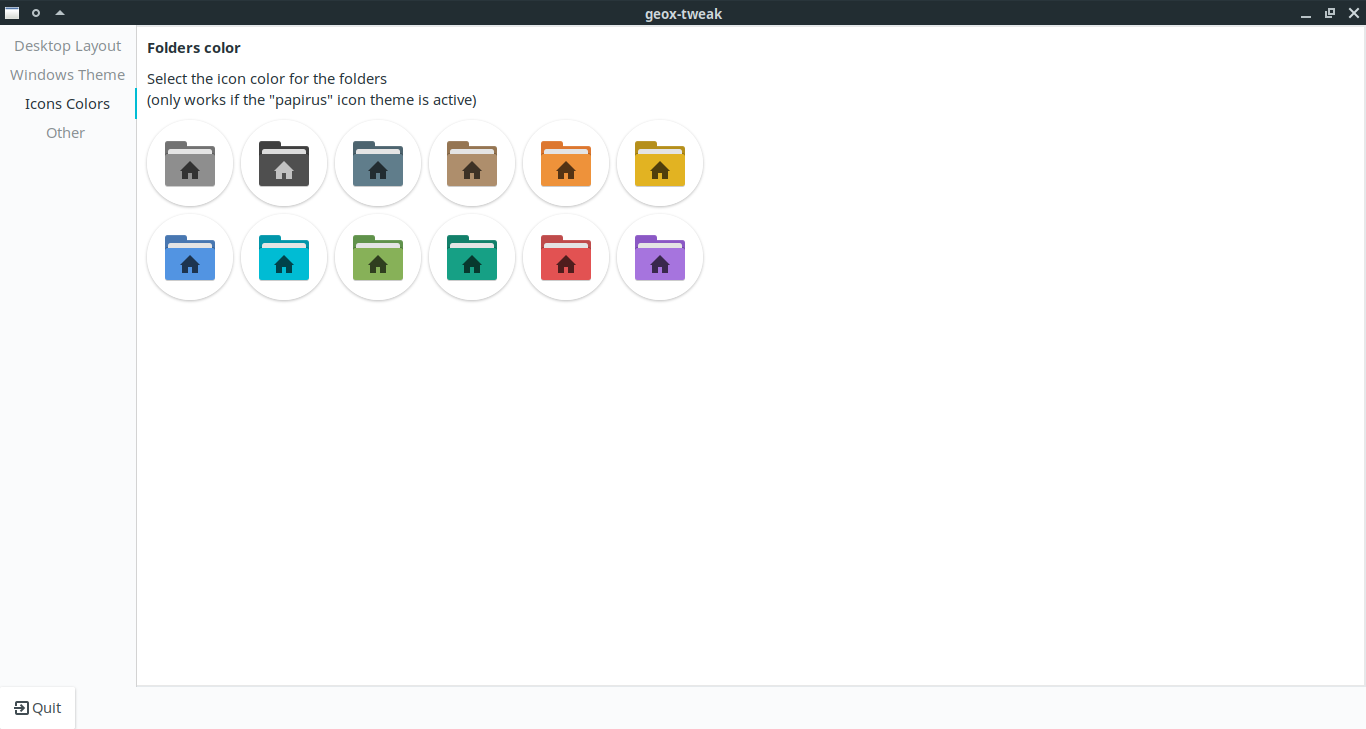 geox-tweak
Desktop Layout
Windows Theme
Icons Colors
Other
Folders color
Select the icon color for the folders
(only works if the "papirus" icon theme is active)
Quit